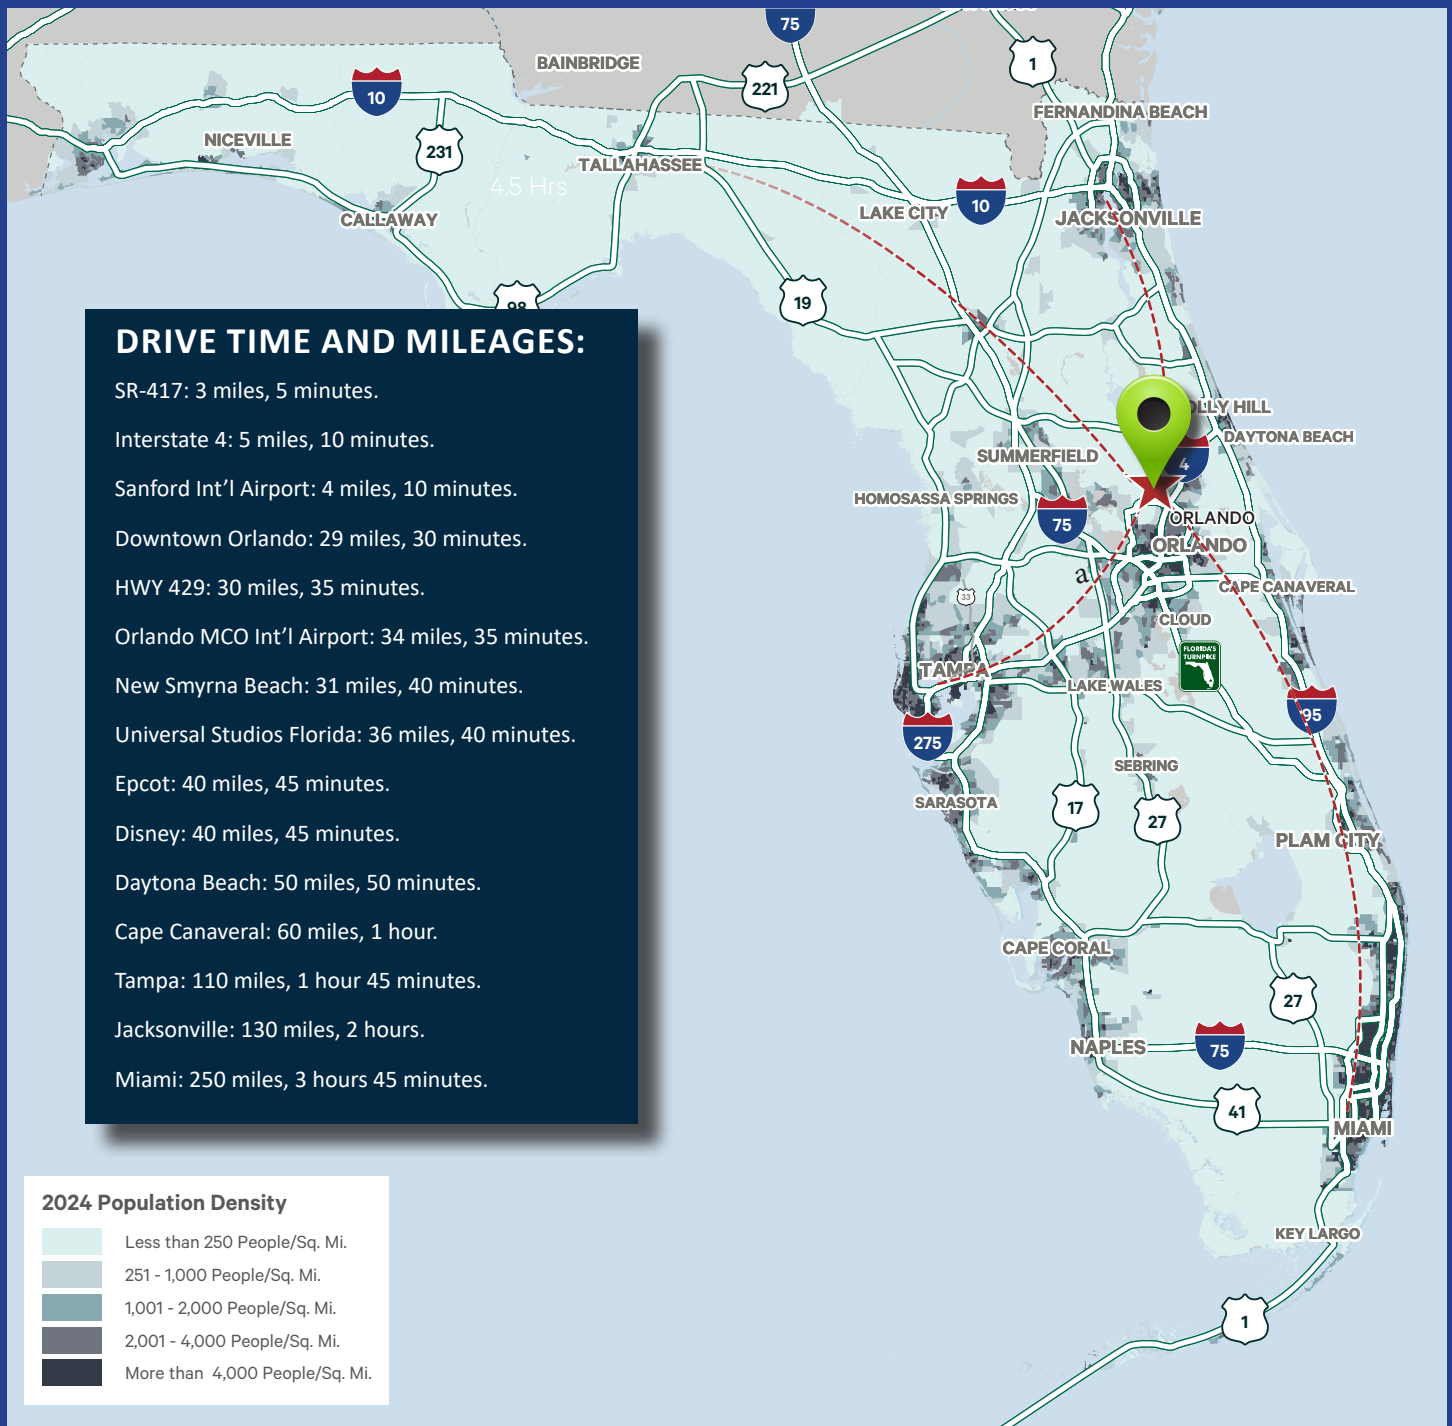 75
1
BAINBRIDGE
221
10
FERNANDINA BEACH
NICEVILLE
231
TALLAHASSEE
4.5 Hrs
10
LAKE CITY
CALLAWAY
JACKSONVILLE
98
19
DRIVE TIME AND MILEAGES:
SR-417: 3 miles, 5 minutes.
Interstate 4: 5 miles, 10 minutes.
Sanford Int'l Airport: 4 miles, 10 minutes.
Downtown Orlando: 29 miles, 30 minutes.
HWY 429: 30 miles, 35 minutes.
Orlando MCO Int'l Airport: 34 miles, 35 minutes.
New Smyrna Beach: 31 miles, 40 minutes.
Universal Studios Florida: 36 miles, 40 minutes.
Epcot: 40 miles, 45 minutes.
Disney: 40 miles, 45 minutes.
Daytona Beach: 50 miles, 50 minutes.
Cape Canaveral: 60 miles, 1 hour.
Tampa: 110 miles, 1 hour 45 minutes.
Jacksonville: 130 miles, 2 hours.
Miami: 250 miles, 3 hours 45 minutes.
OLLY HILL
DAYTONA BEACH
SUMMERFIELD
4
HOMOSASSA SPRINGS
75
ORLANDO
ORLANDO
a
CAPE CANAVERAL
33
CLOUD
FLORIDA'S
TURNPIKE
TAMPA
LAKE WALES
95
275
SEBRING
SARASOTA
17
27
PLAM CITY
CAPE CORAL
27
NAPLES
75
41
MIAMI
KEY LARGO
1
2024 Population Density
Less than 250 People/Sq. Mi.
251 - 1,000 People/Sq. Mi.
1,001 - 2,000 People/Sq. Mi.
2,001 - 4,000 People/Sq. Mi.
More than 4,000 People/Sq. Mi.